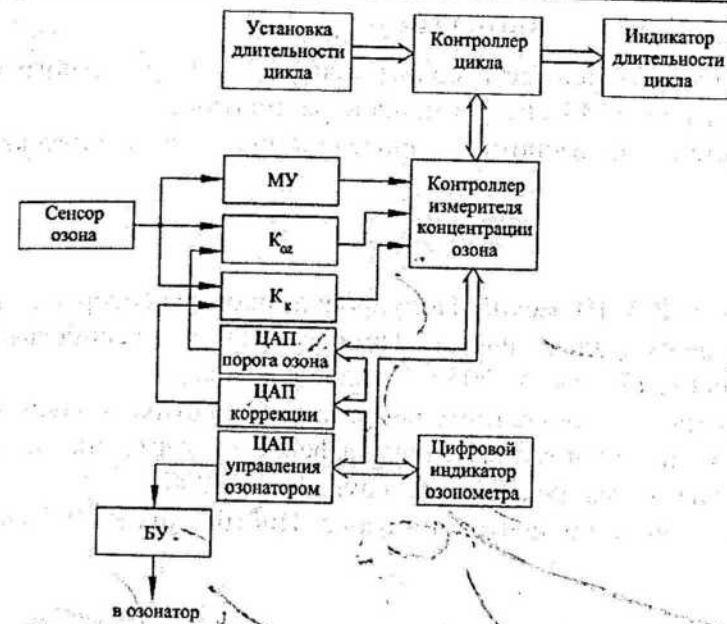 Установка
длительности
цикла
Контроллер
цикла
Индикатор
длительности
цикла
МУ
Контроллер
измерителя
концентрации
озона
Сенсор
озона
Kоз
Kк
ЦАП
порога озона
ЦАП
коррекции
ЦАП
управления
озонатором
Цифровой
индикатор
озонометра
БУ
в озонатор